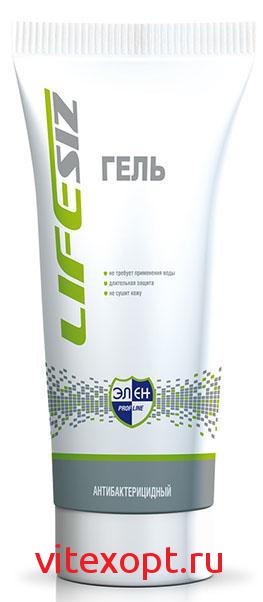 LIFESIZ
ГЕЛЬ
не требует применения воды
длительная защита
не сушит кожу
ЭЛЕН
PROF LINE
АНТИБАКТЕРИЦИДНЫЙ
vitexopt.ru